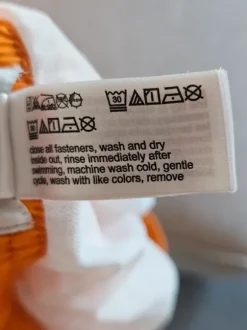 30
close all fasteners, wash and dry
inside out, rinse immediately after
swimming, machine wash cold, gentle
cycle, wash with like colors, remove